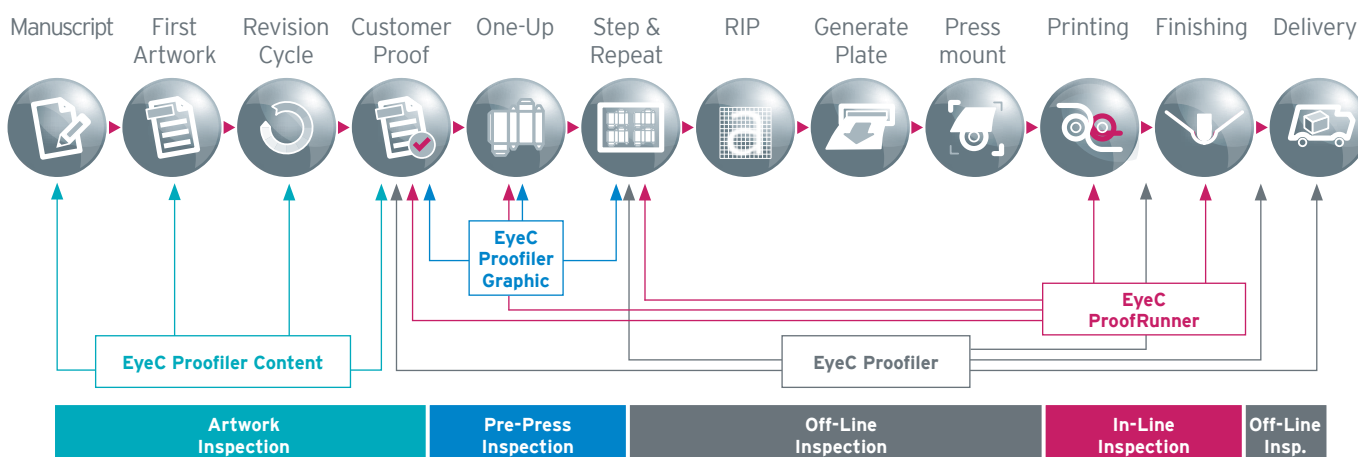 Manuscript
First
Artwork
Revision
Cycle
Customer
Proof
One-Up
Step &
Repeat
RIP
Generate
Plate
Press
mount
Printing
Finishing
Delivery
a
EyeC
Proofiler
Graphic
EyeC
ProofRunner
EyeC Proofiler Content
EyeC Proofiler
Artwork
Inspection
Pre-Press
Inspection
Off-Line
Inspection
In-Line
Inspection
Off-Line
Insp.